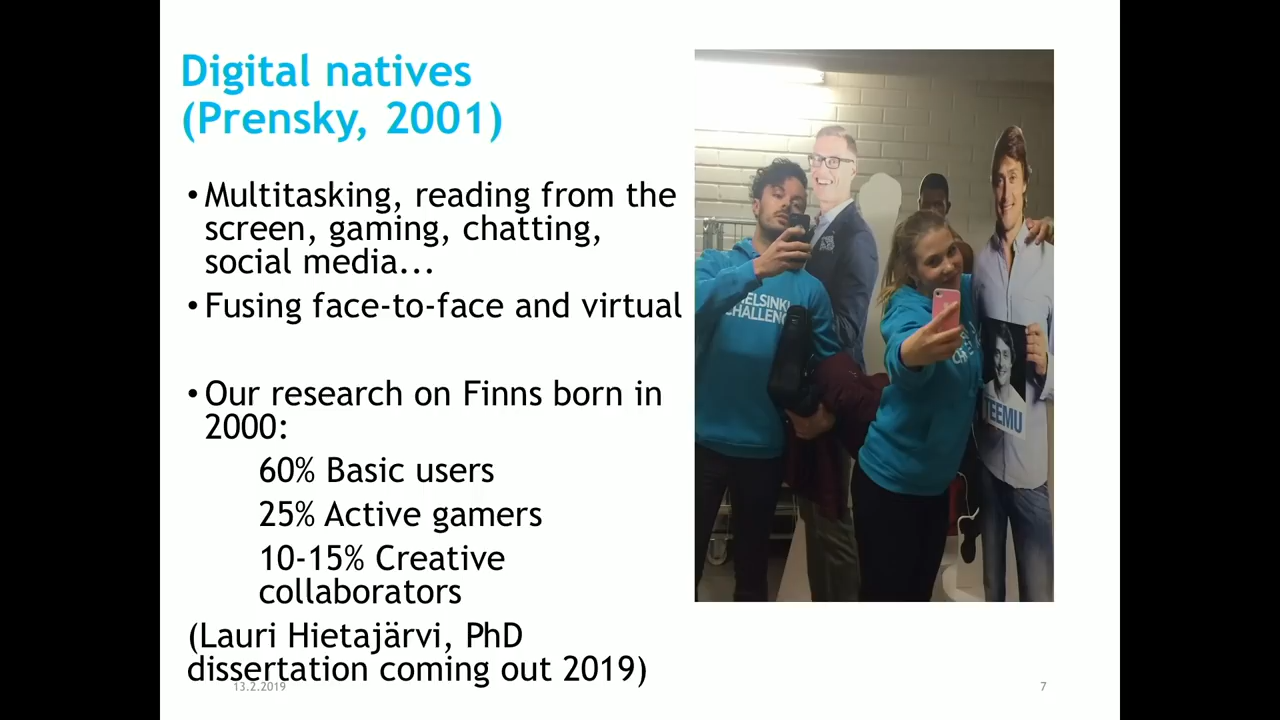 Digital natives
(Prensky, 2001)
• Multitasking, reading from the
screen, gaming, chatting,
social media...
• Fusing face-to-face and virtual
• Our research on Finns born in
2000:
60% Basic users
25% Active gamers
10-15% Creative
collaborators
(Lauri Hietajärvi, PhD
dissertation coming out 2019)
HELSINKI
CHALLENG
TEEMU
13.2.2019
7